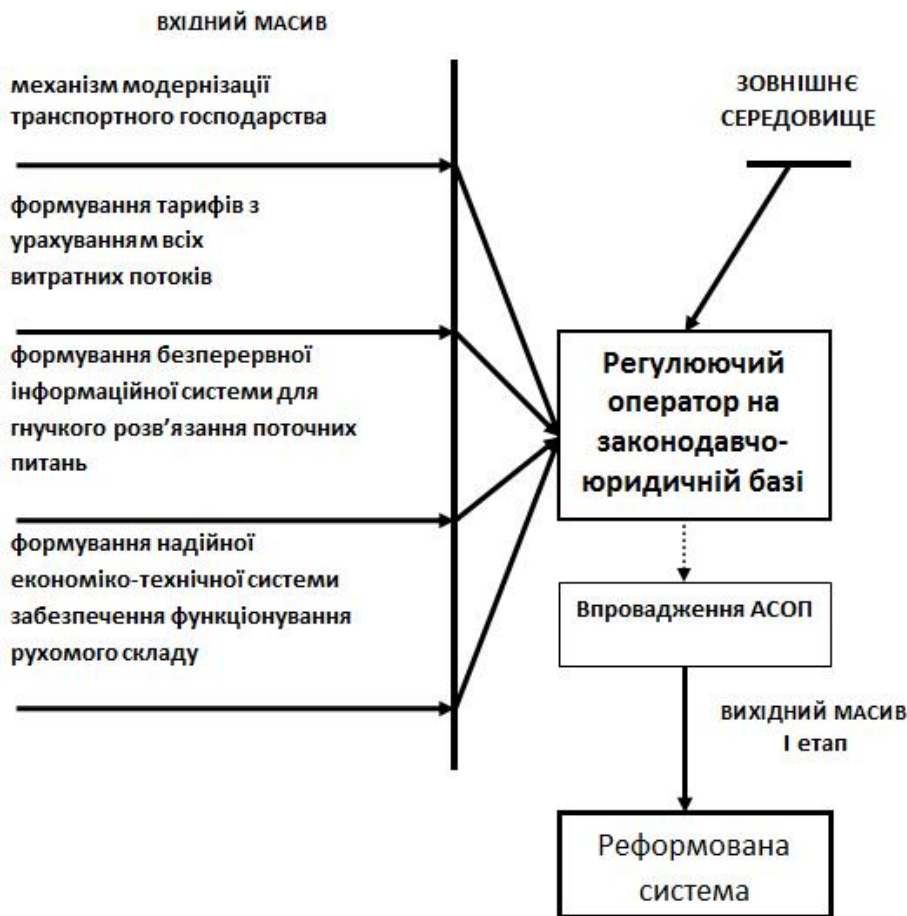 ВХІДНИЙ МАСИВ
механізм модернізації
транспортного господарства
формування тарифів з
урахуванням всіх
витратних потоків
формування безперервної
інформаційної системи для
гнучкого розв’язання поточних
питань
формування надійної
економіко-технічної системи
забезпечення функціонування
рухомого складу
ЗОВНІШНЄ
СЕРЕДОВИЩЕ
Регулюючий
оператор на
законодавчо-
юридичній базі
Впровадження АСОП
ВИХІДНИЙ МАСИВ
І етап
Реформована
система